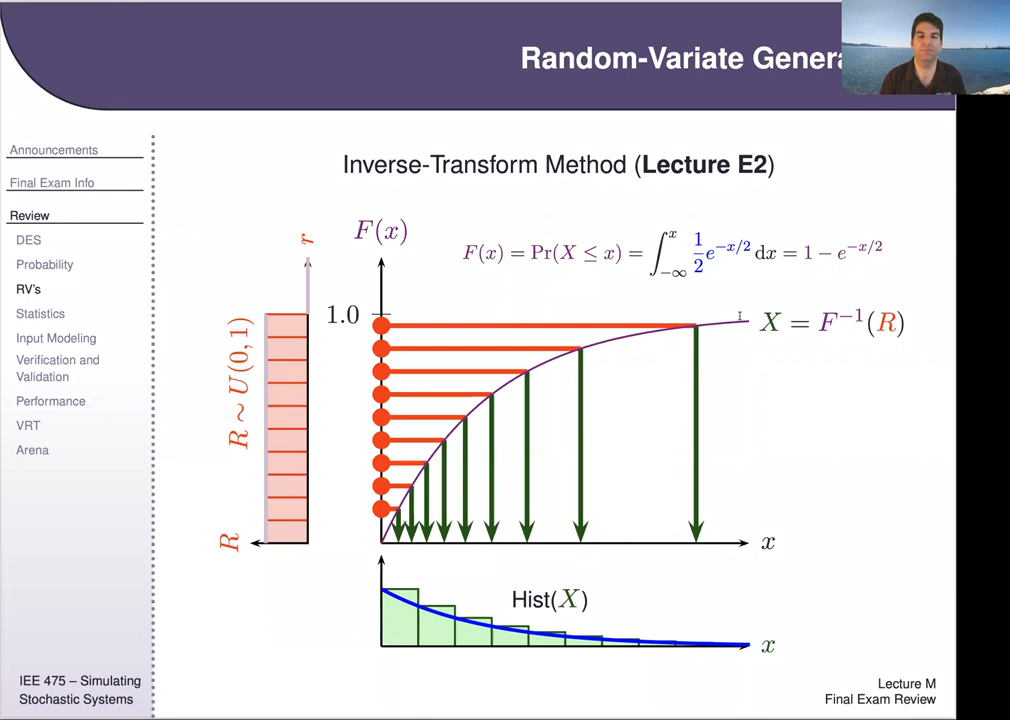 Random-Variate Genera
Announcements
Final Exam Info
Review
DES
Probability
RV's
Statistics
Input Modeling
Verification and
Validation
Performance
VRT
Arena
IEE 475 – Simulating
Stochastic Systems
Inverse-Transform Method (Lecture E2)
F(x) = Pr(X ≤ x) = ∫_{−∞}^{x} 1/2 e^{−x/2} dx = 1 − e^{−x/2}
r
F(x)
1.0
X = F^{−1}(R)
R ∼ U(0, 1)
R
x
Hist(X)
x
Lecture M
Final Exam Review